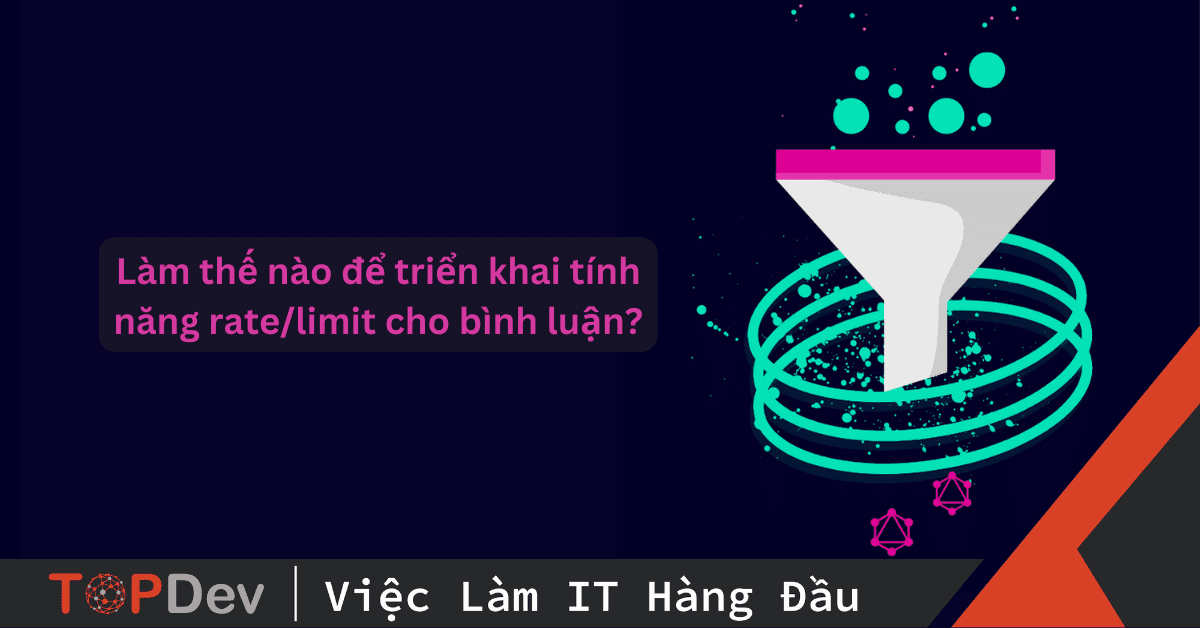 Làm thế nào để triển khai tính
năng rate/limit cho bình luận?
TOPDev
Việc Làm IT Hàng Đầu